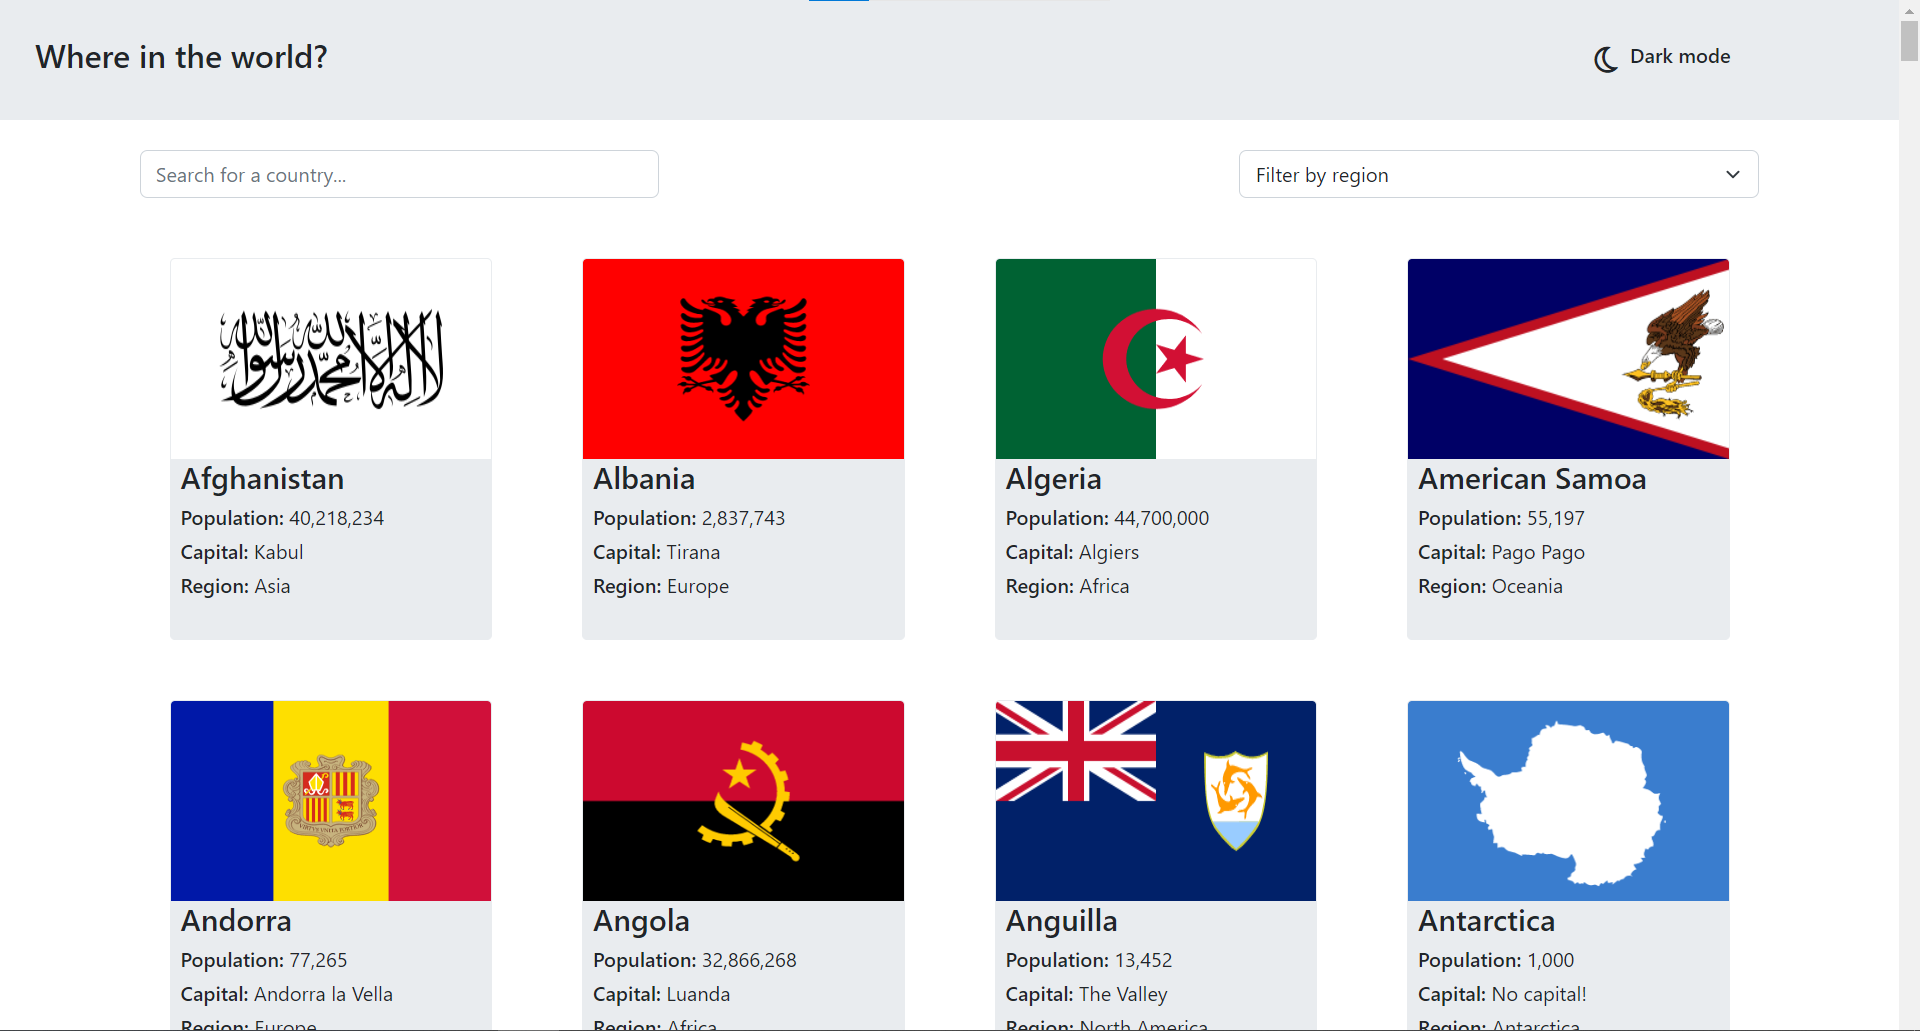 Where in the world?
Dark mode
Search for a country...
Filter by region
لا إله إلا الله محمد رسول الله
Afghanistan
Population: 40,218,234
Capital: Kabul
Region: Asia
Albania
Population: 2,837,743
Capital: Tirana
Region: Europe
Algeria
Population: 44,700,000
Capital: Algiers
Region: Africa
American Samoa
Population: 55,197
Capital: Pago Pago
Region: Oceania
VIRTVS VNITA FORTIOR
Andorra
Population: 77,265
Capital: Andorra la Vella
Region: Europe
Angola
Population: 32,866,268
Capital: Luanda
Region: Africa
Anguilla
Population: 13,452
Capital: The Valley
Region: North America
Antarctica
Population: 1,000
Capital: No capital!
Region: Antarctica